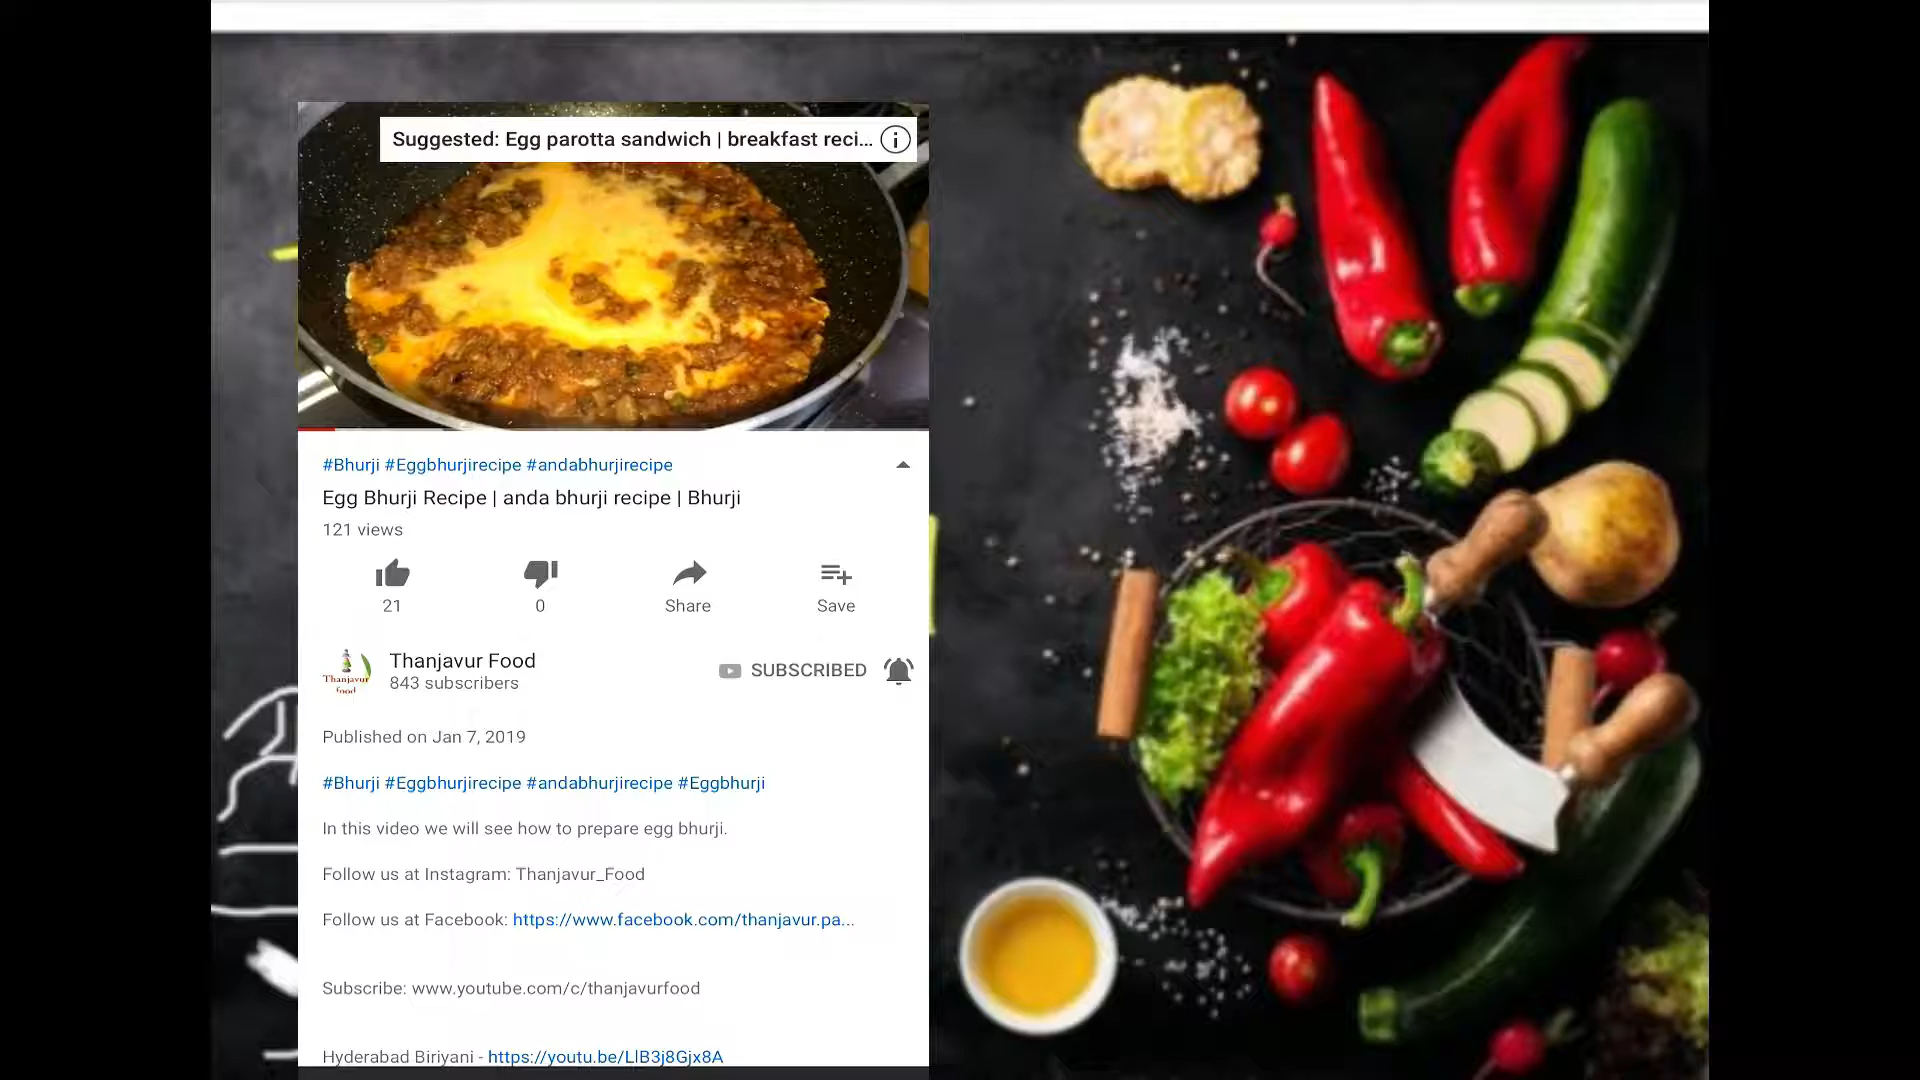 Suggested: Egg parotta sandwich | breakfast reci...
#Bhurji #Eggbhurjirecipe #andabhurjirecipe
Egg Bhurji Recipe | anda bhurji recipe | Bhurji
121 views
21
0
Share
Save
Thanjavur
food
Thanjavur Food
843 subscribers
SUBSCRIBED
Published on Jan 7, 2019
#Bhurji #Eggbhurjirecipe #andabhurjirecipe #Eggbhurji
In this video we will see how to prepare egg bhurji.
Follow us at Instagram: Thanjavur_Food
Follow us at Facebook: https://www.facebook.com/thanjavur.pa...
Subscribe: www.youtube.com/c/thanjavurfood
Hyderabad Biriyani - https://youtu.be/LlB3j8Gjx8A